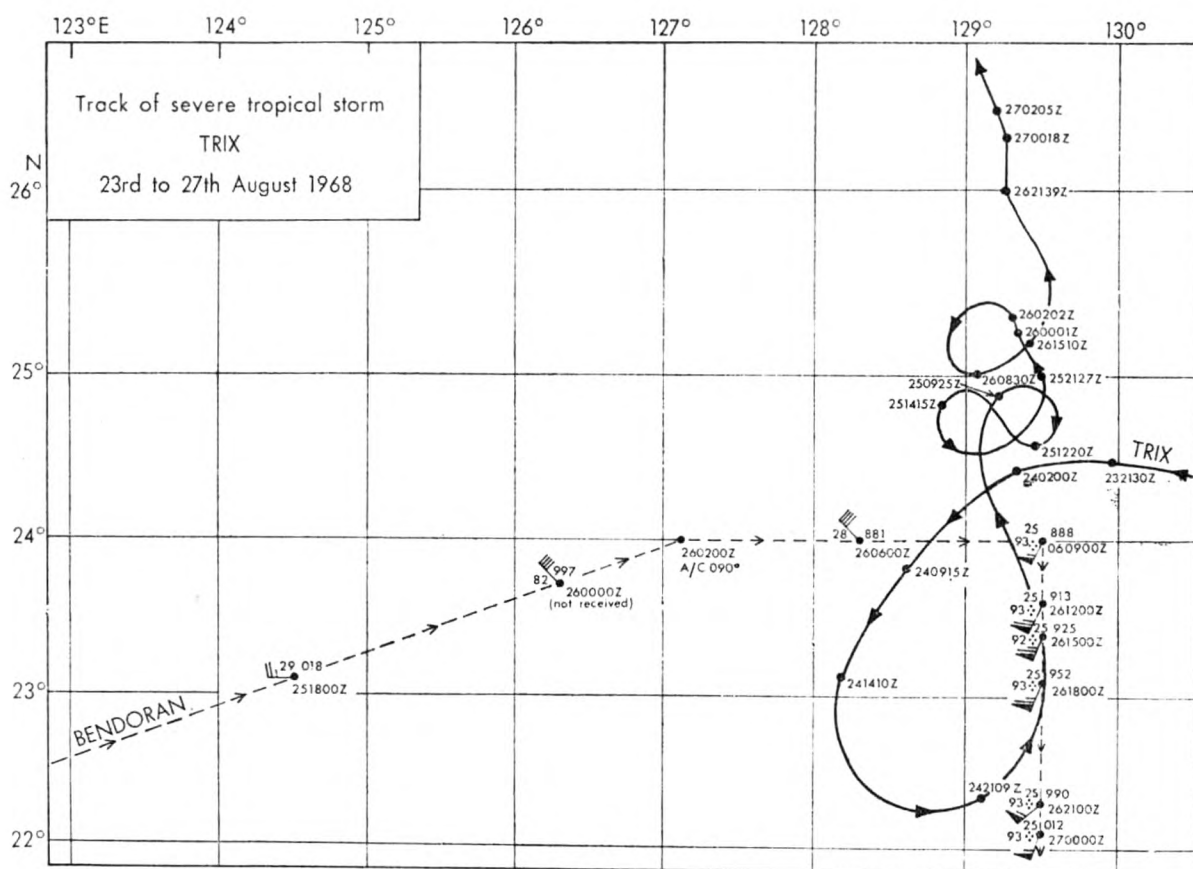 123°E 124° 125° 126° 127° 128° 129° 130°
Track of severe tropical storm
TRIX
23rd to 27th August 1968
N
26°
25°
24°
23°
22°
270205Z
270018Z
262139Z
260202Z
260001Z
261510Z
250925Z
260830Z
252127Z
251415Z
251220Z
TRIX
240200Z
232130Z
28 881
260600Z
25 888
93
060900Z
260200Z
A/C 090°
240915Z
997
82
260000Z
(not received)
25 913
93
261200Z
25 925
92
261500Z
29 018
251800Z
241410Z
25 952
93
261800Z
BENDORAN
242109Z
25 990
93
262100Z
25 012
93
270000Z